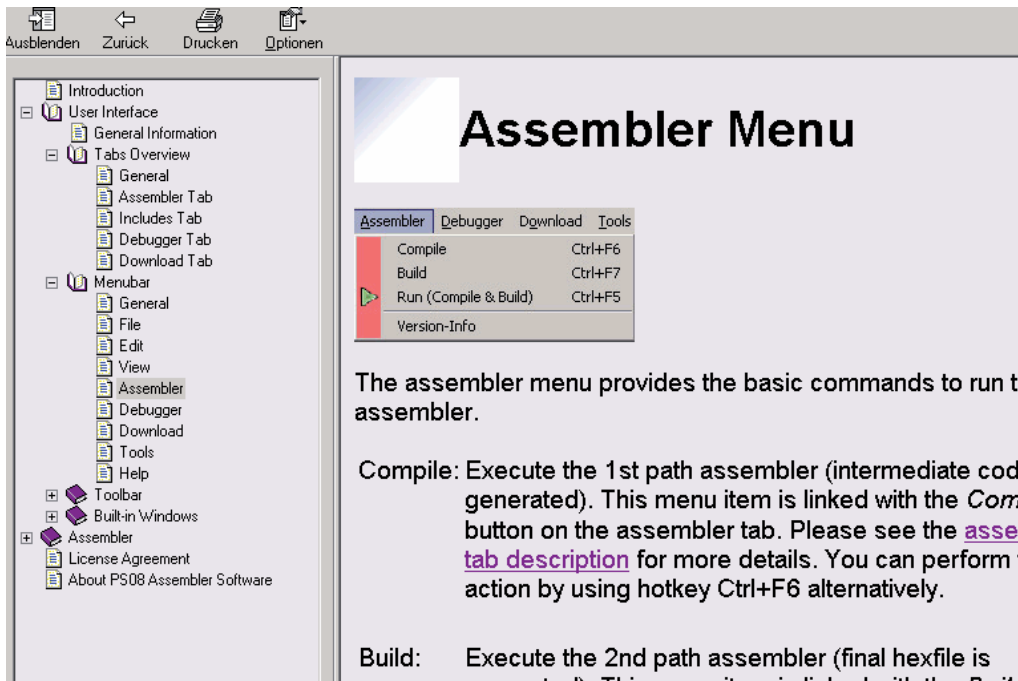 Ausblenden Zurück Drucken Optionen
Introduction
User Interface
General Information
Tabs Overview
General
Assembler Tab
Includes Tab
Debugger Tab
Download Tab
Menubar
General
File
Edit
View
Assembler
Debugger
Download
Tools
Help
Toolbar
Built-in Windows
Assembler
License Agreement
About PS08 Assembler Software
Assembler Menu
Assembler Debugger Download Tools
Compile Ctrl+F6
Build Ctrl+F7
Run (Compile & Build) Ctrl+F5
Version-Info
The assembler menu provides the basic commands to run t
assembler.
Compile: Execute the 1st path assembler (intermediate cod
generated). This menu item is linked with the Com
button on the assembler tab. Please see the asse
tab description for more details. You can perform
action by using hotkey Ctrl+F6 alternatively.
Build: Execute the 2nd path assembler (final hexfile is